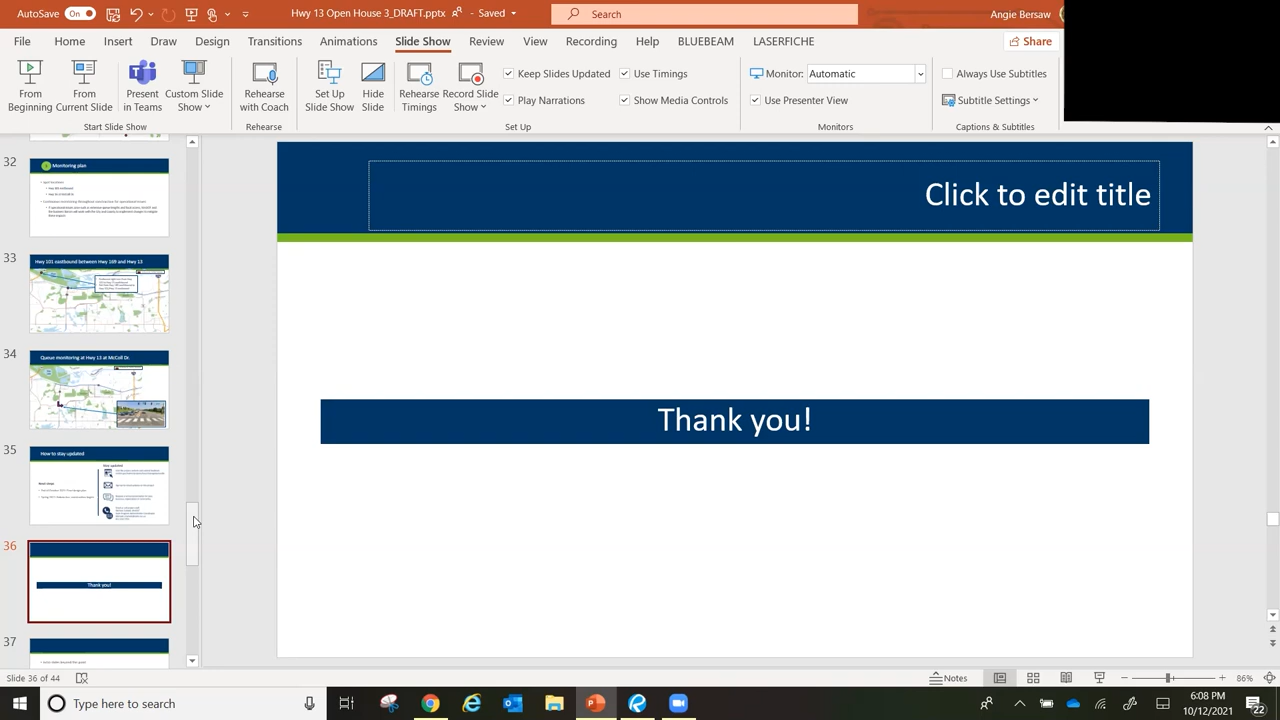 AutoSave On Hwy 13 Open House 3_DRAFT.pptx - Saved Search Angie Bersaw
File Home Insert Draw Design Transitions Animations Slide Show Review View Recording Help BLUEBEAM LASERFICHE Share
From Beginning
From Current Slide
Present in Teams
Custom Slide Show
Start Slide Show
Rehearse with Coach
Rehearse
Set Up Slide Show
Hide Slide
Rehearse Timings
Record Slide Show
Keep Slides Updated
Play Narrations
Use Timings
Show Media Controls
Set Up
Monitor: Automatic
Use Presenter View
Monitors
Always Use Subtitles
Subtitle Settings
Captions & Subtitles
32
Monitoring plan
33
Hwy 101 eastbound between Hwy 169 and Hwy 13
34
Queue monitoring at Hwy 13 at McColl Dr.
35
How to stay updated
Stay updated
36
Thank you!
37
Click to edit title
Thank you!
Slide 36 of 44
Notes
86%
Type here to search
6:08 PM
10/12/2021
22